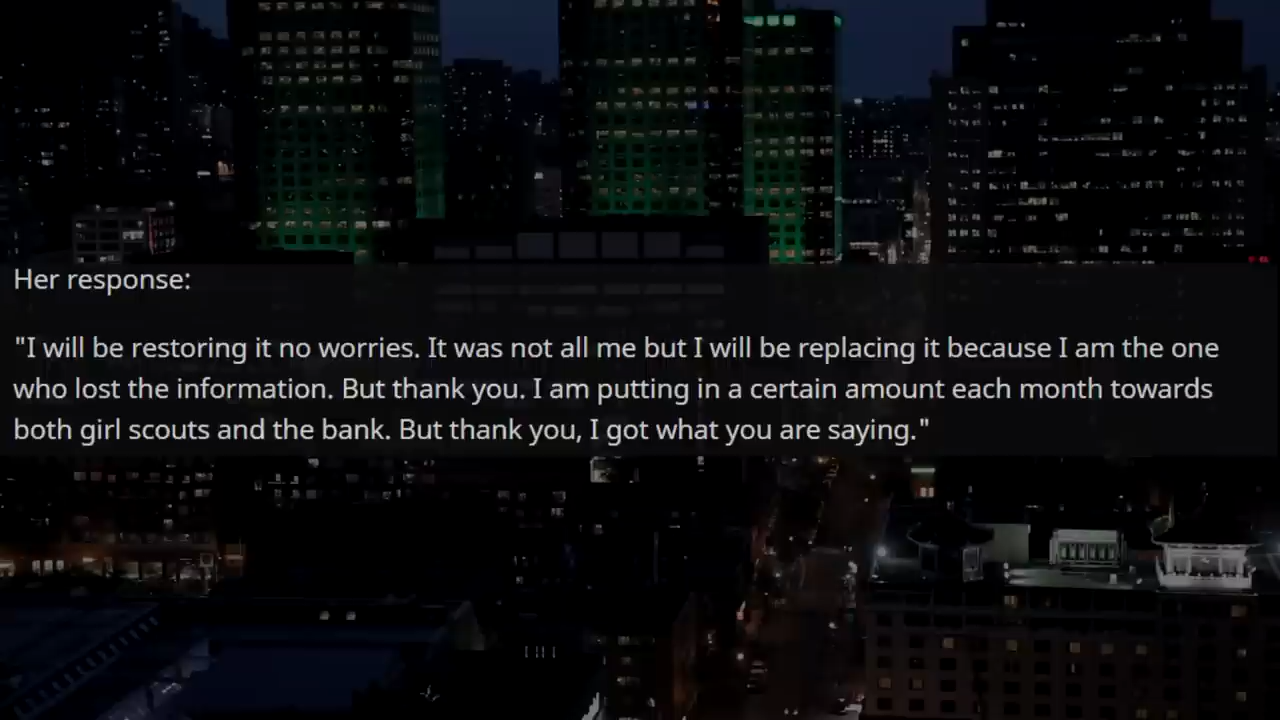 Her response:
"I will be restoring it no worries. It was not all me but I will be replacing it because I am the one
who lost the information. But thank you. I am putting in a certain amount each month towards
both girl scouts and the bank. But thank you, I got what you are saying."